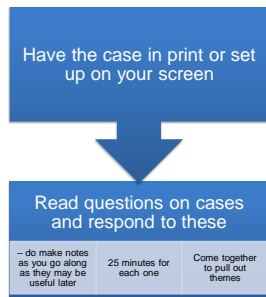 Have the case in print or set
up on your screen
Read questions on cases
and respond to these
– do make notes
as you go along
as they may be
useful later
25 minutes for
each one
Come together
to pull out
themes